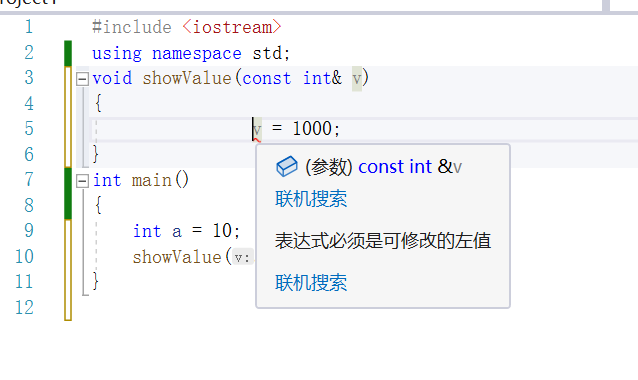 1 #include <iostream>
2 using namespace std;
3 void showValue(const int& v)
4 {
5 v = 1000;
6 }
7 int main()
8 {
9 int a = 10;
10 showValue(v:
11 }
12
(参数) const int &v
联机搜索
表达式必须是可修改的左值
联机搜索